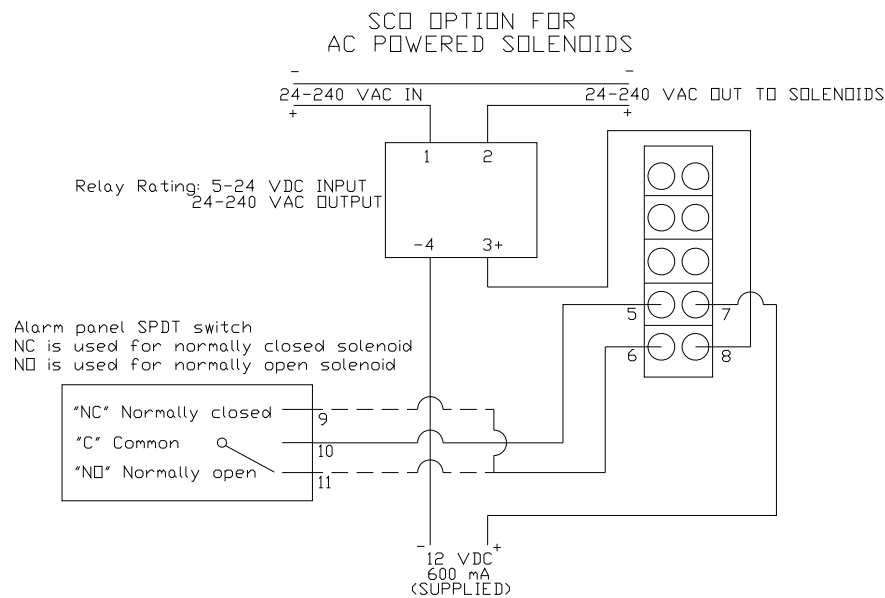 SCO OPTION FOR
AC POWERED SOLENOIDS
- -
24-240 VAC IN 24-240 VAC OUT TO SOLENOIDS
+ +
1 2
Relay Rating: 5-24 VDC INPUT
24-240 VAC OUTPUT
-4 3+
5 7
Alarm panel SPDT switch
NC is used for normally closed solenoid
6 8
NO is used for normally open solenoid
"NC" Normally closed
9
"C" Common
10
"NO" Normally open
11
- +
12 VDC
600 mA
(SUPPLIED)